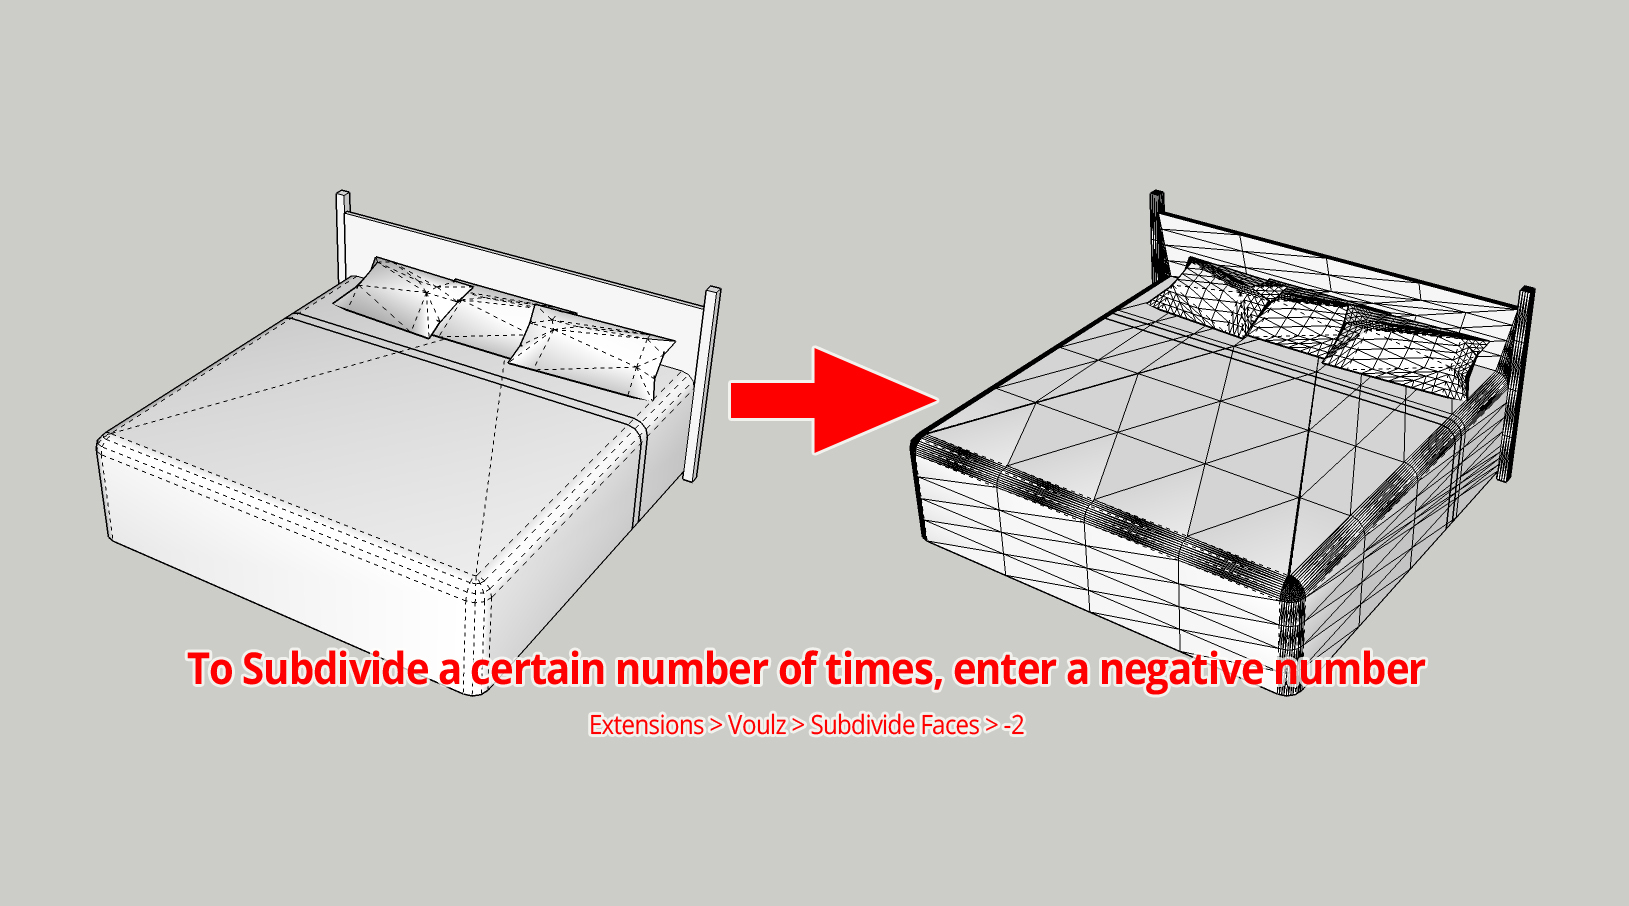 To Subdivide a certain number of times, enter a negative number
Extensions > Voulz > Subdivide Faces > -2